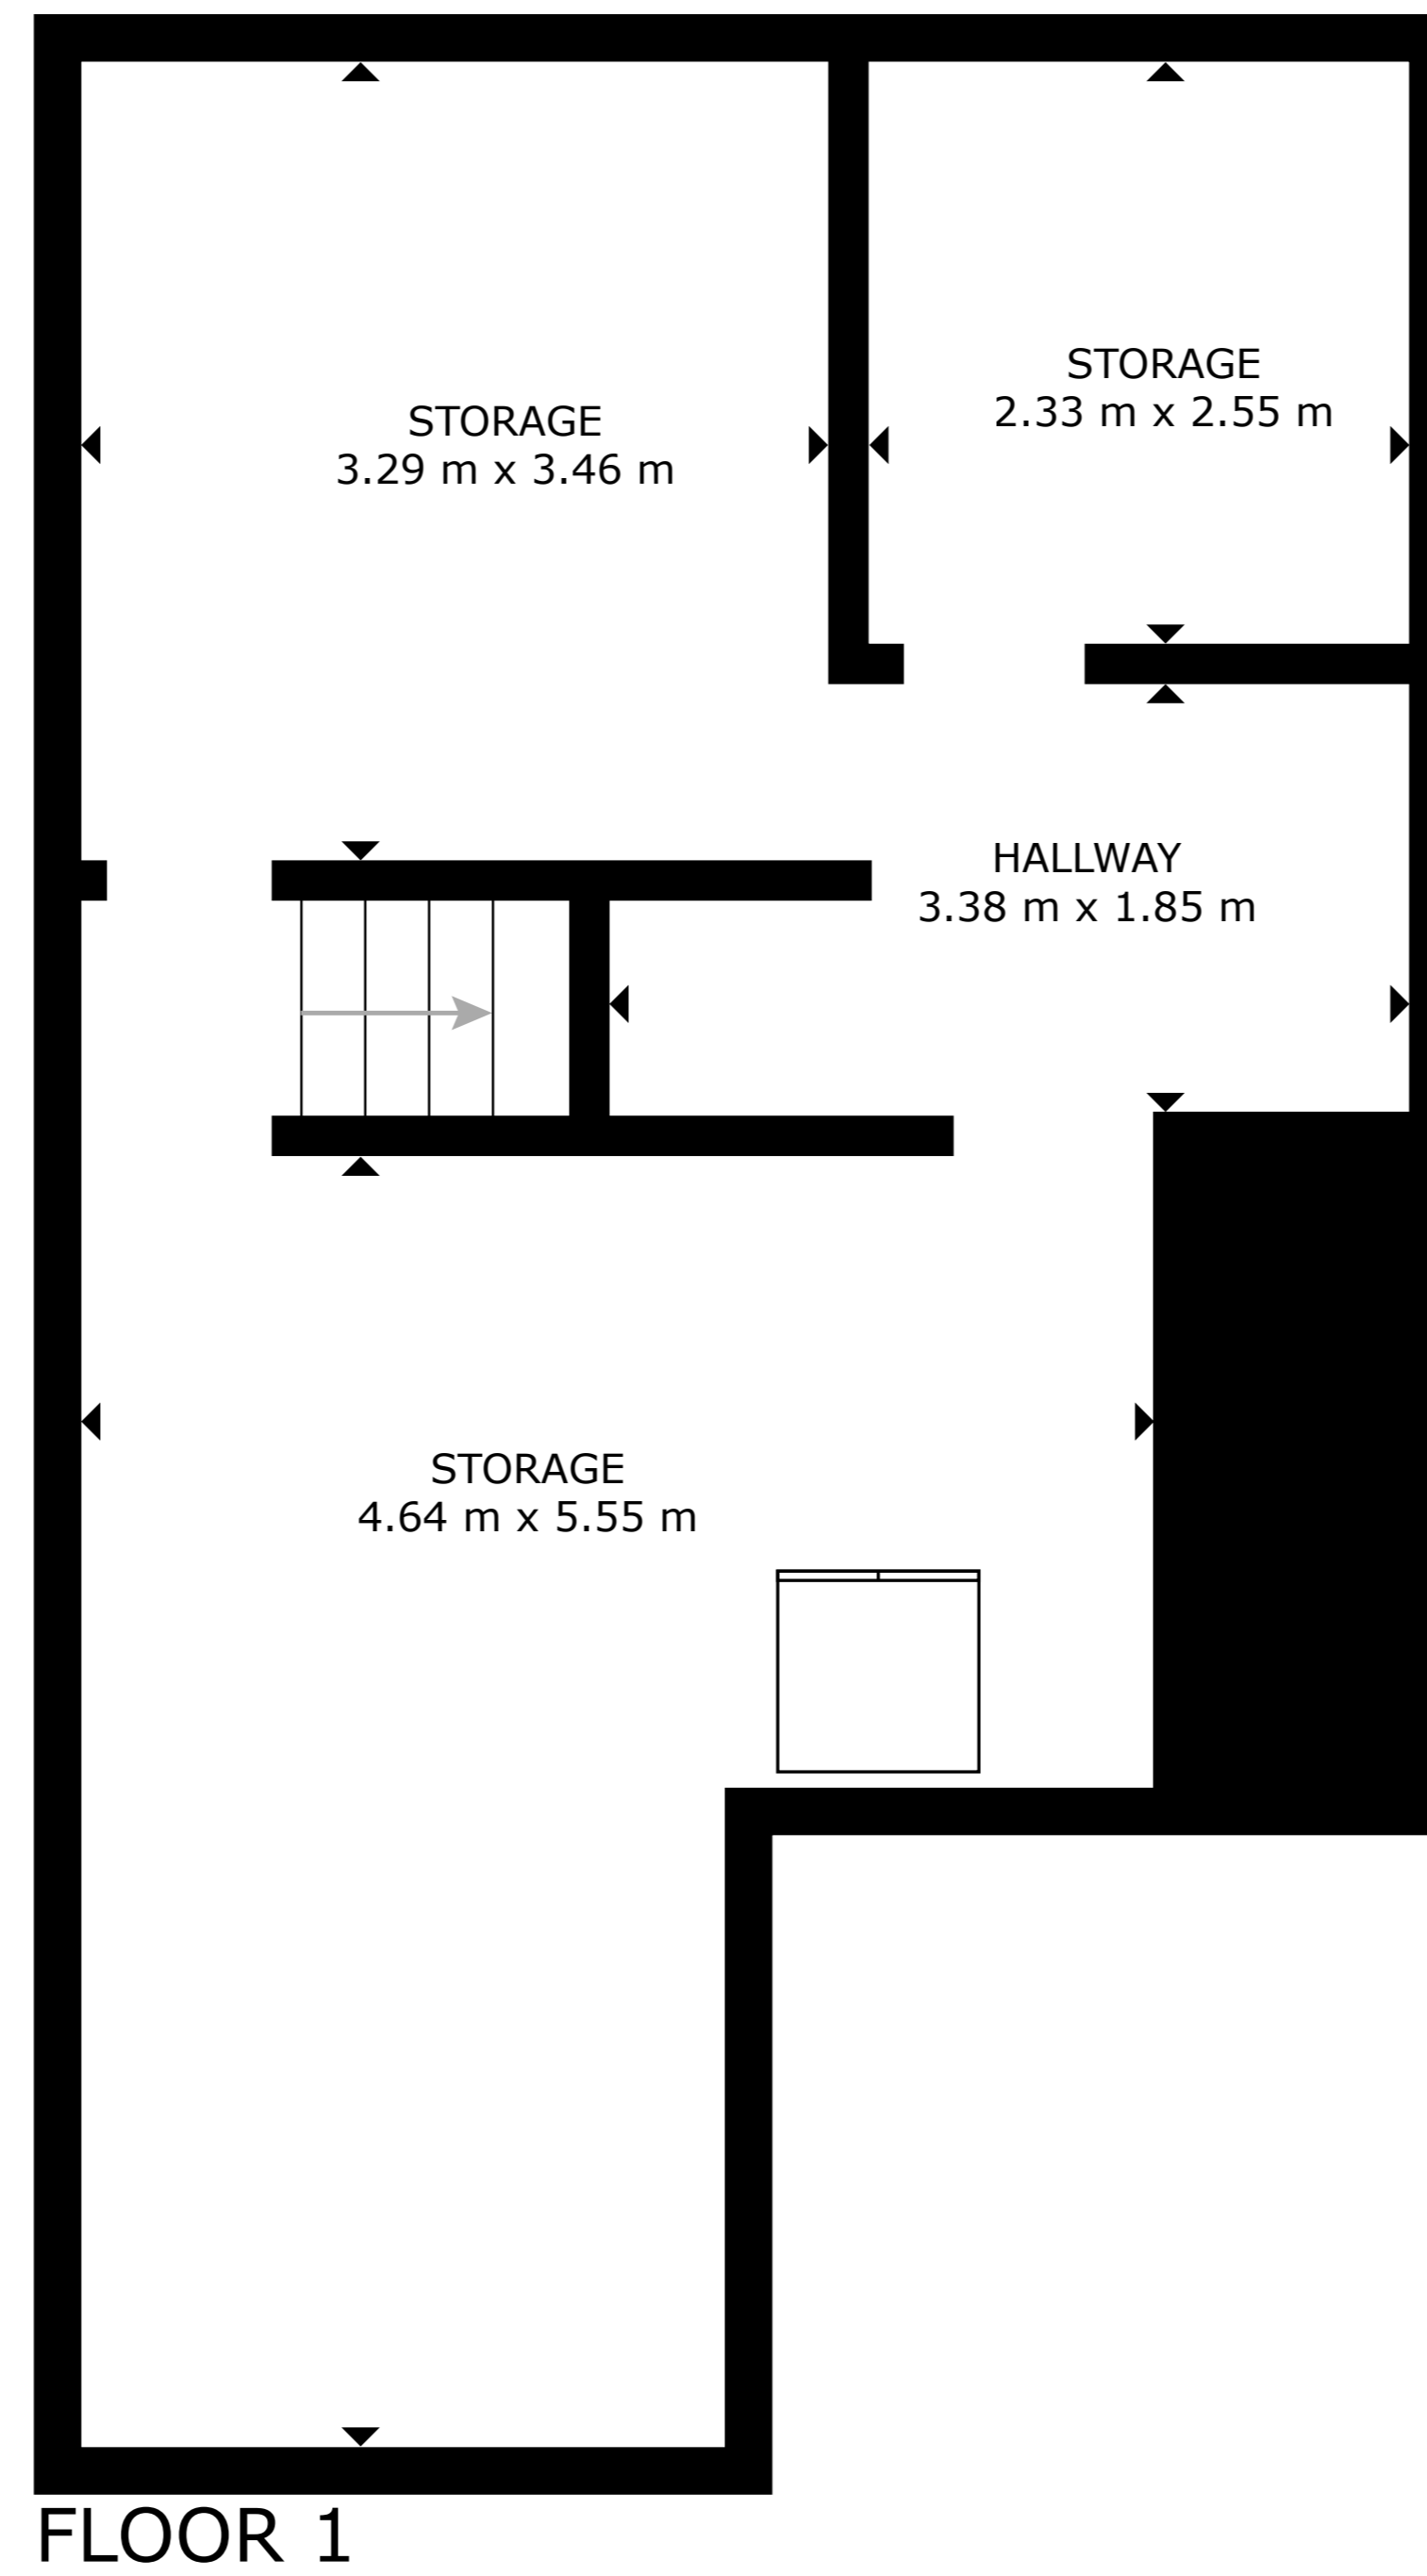 STORAGE
3.29 m x 3.46 m
STORAGE
2.33 m x 2.55 m
HALLWAY
3.38 m x 1.85 m
STORAGE
4.64 m x 5.55 m
FLOOR 1